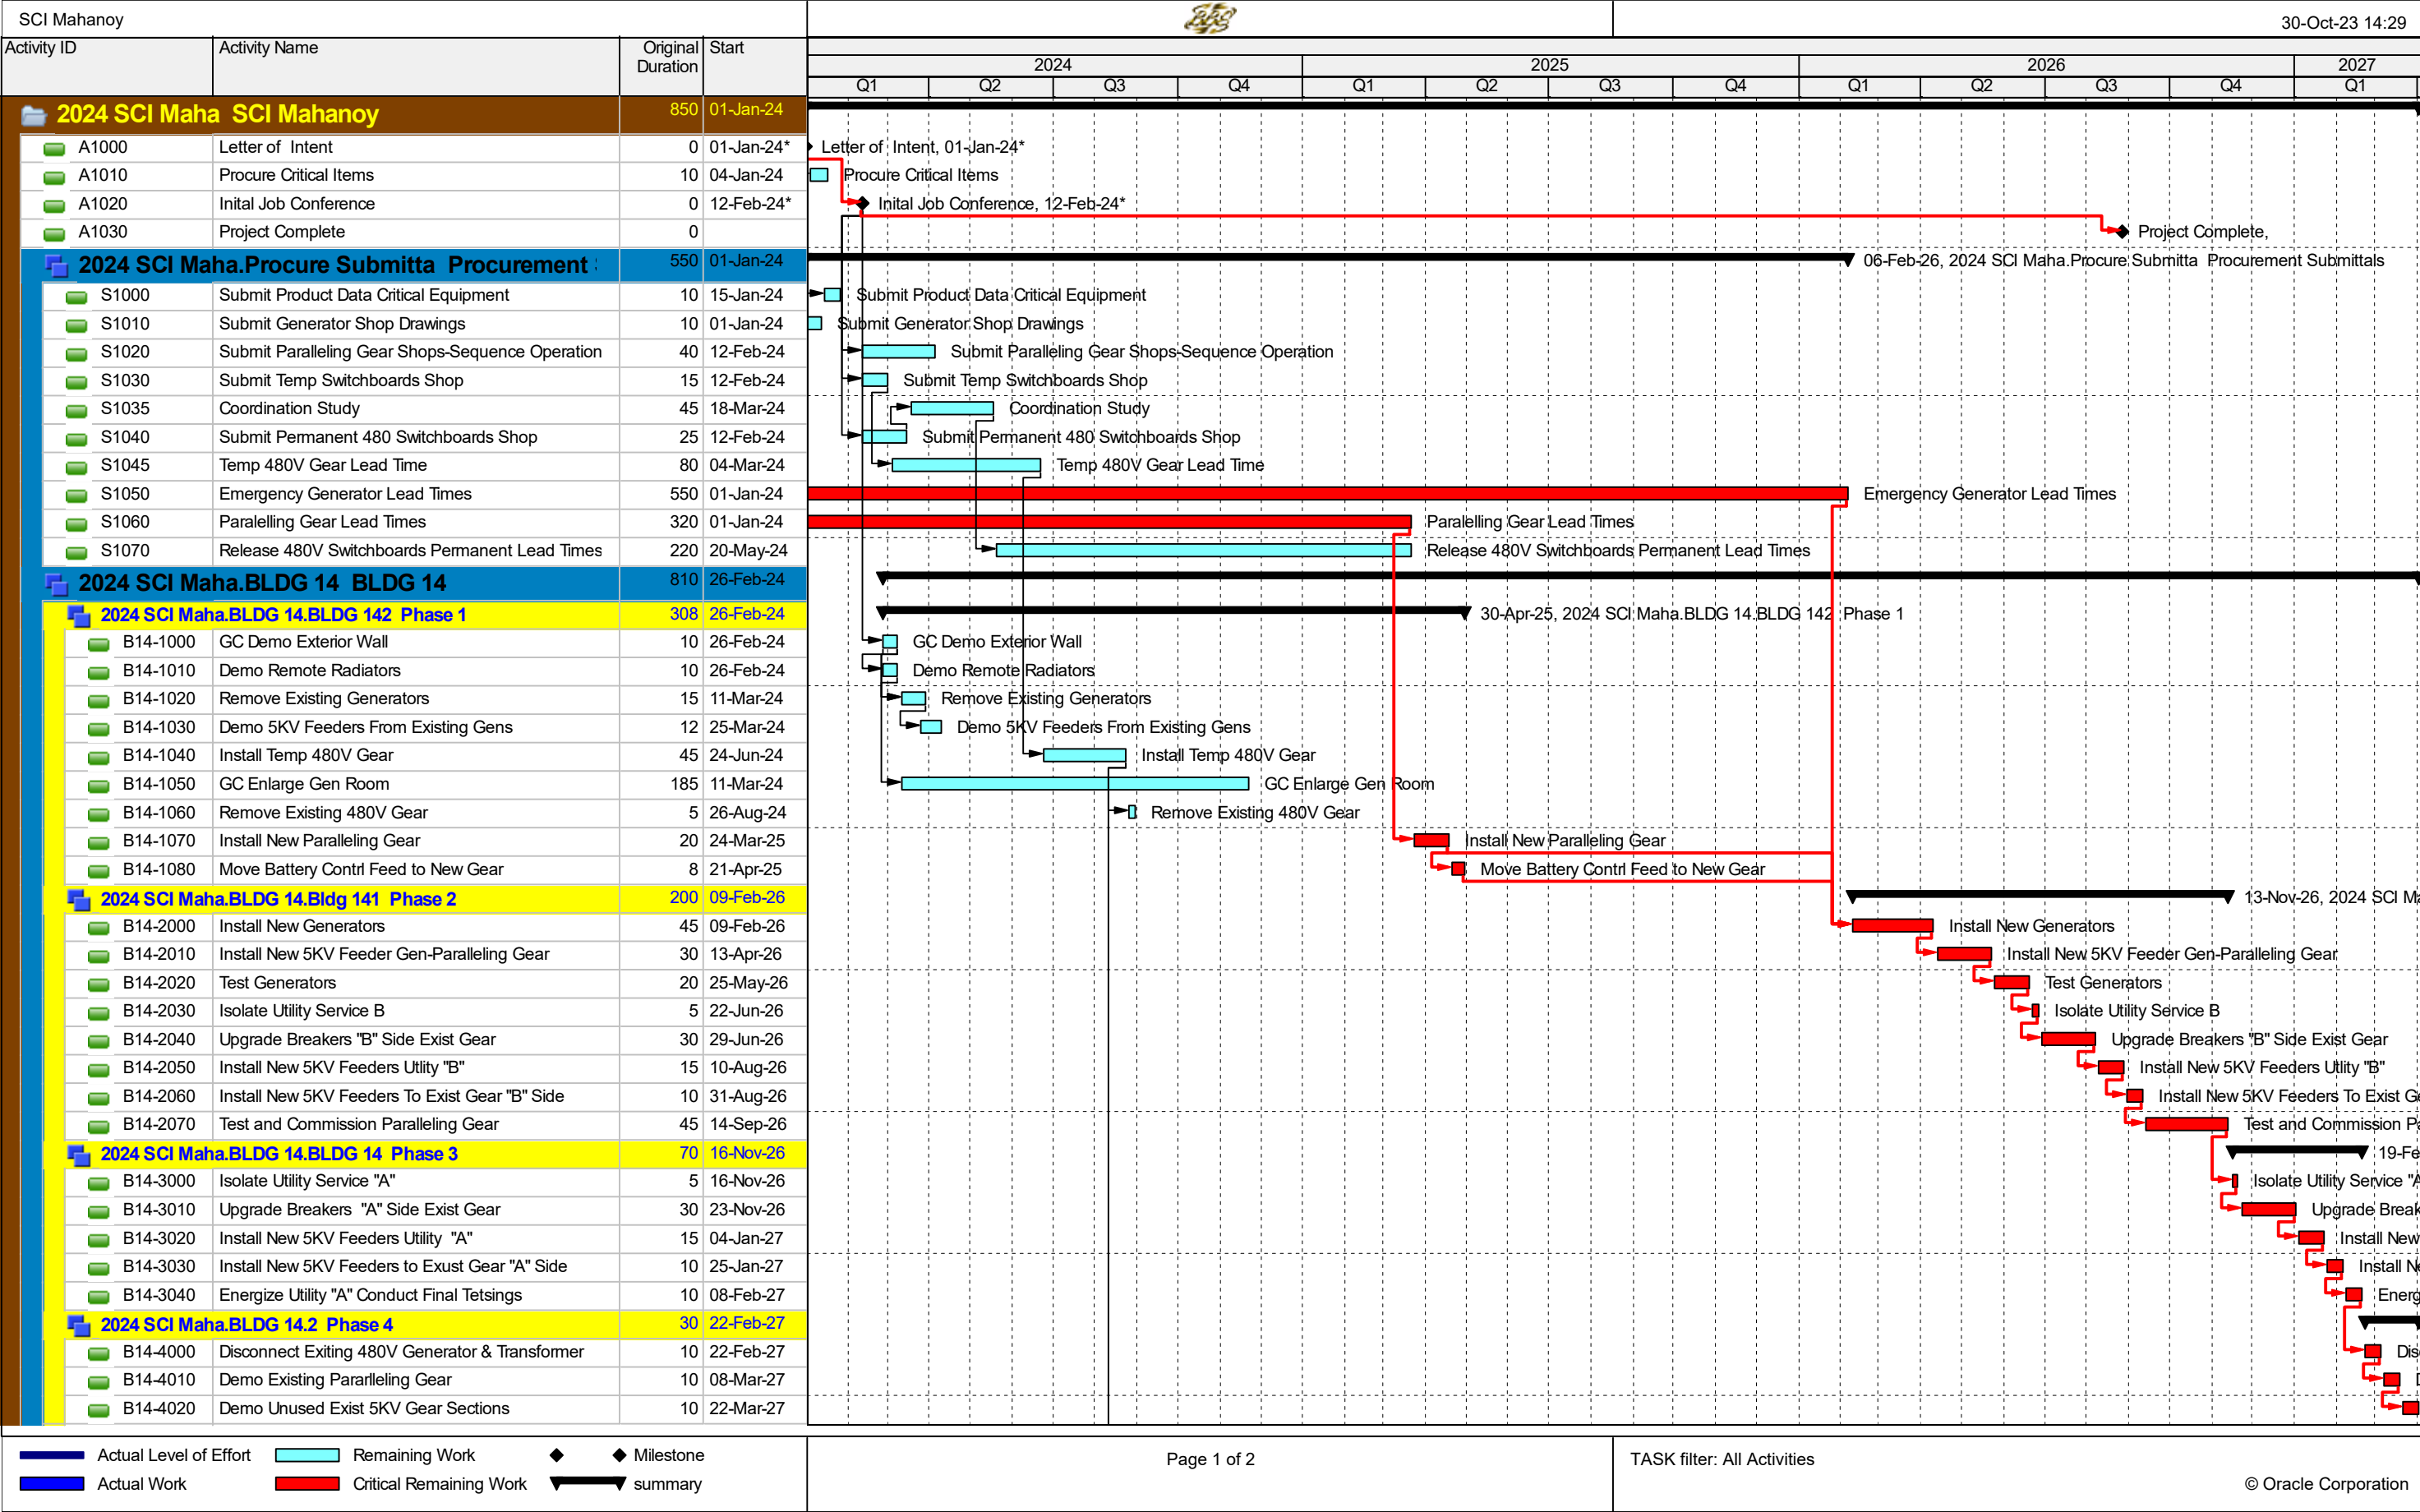 SCI Mahanoy
BBS
30-Oct-23 14:29
Activity ID Activity Name Original Duration Start
2024 2025 2026 2027
Q1 Q2 Q3 Q4 Q1 Q2 Q3 Q4 Q1 Q2 Q3 Q4 Q1
2024 SCI Maha SCI Mahanoy 850 01-Jan-24
A1000 Letter of Intent 0 01-Jan-24* Letter of Intent, 01-Jan-24*
A1010 Procure Critical Items 10 04-Jan-24 Procure Critical Items
A1020 Inital Job Conference 0 12-Feb-24* Inital Job Conference, 12-Feb-24*
A1030 Project Complete 0 Project Complete,
2024 SCI Maha.Procure Submitta Procurement 550 01-Jan-24 06-Feb-26, 2024 SCI Maha.Procure Submitta Procurement Submittals
S1000 Submit Product Data Critical Equipment 10 15-Jan-24 Submit Product Data Critical Equipment
S1010 Submit Generator Shop Drawings 10 01-Jan-24 Submit Generator Shop Drawings
S1020 Submit Paralleling Gear Shops-Sequence Operation 40 12-Feb-24 Submit Paralleling Gear Shops-Sequence Operation
S1030 Submit Temp Switchboards Shop 15 12-Feb-24 Submit Temp Switchboards Shop
S1035 Coordination Study 45 18-Mar-24 Coordination Study
S1040 Submit Permanent 480 Switchboards Shop 25 12-Feb-24 Submit Permanent 480 Switchboards Shop
S1045 Temp 480V Gear Lead Time 80 04-Mar-24 Temp 480V Gear Lead Time
S1050 Emergency Generator Lead Times 550 01-Jan-24 Emergency Generator Lead Times
S1060 Paralelling Gear Lead Times 320 01-Jan-24 Paralelling Gear Lead Times
S1070 Release 480V Switchboards Permanent Lead Times 220 20-May-24 Release 480V Switchboards Permanent Lead Times
2024 SCI Maha.BLDG 14 BLDG 14 810 26-Feb-24
2024 SCI Maha.BLDG 14.BLDG 142 Phase 1 308 26-Feb-24 30-Apr-25, 2024 SCI Maha.BLDG 14.BLDG 142 Phase 1
B14-1000 GC Demo Exterior Wall 10 26-Feb-24 GC Demo Exterior Wall
B14-1010 Demo Remote Radiators 10 26-Feb-24 Demo Remote Radiators
B14-1020 Remove Existing Generators 15 11-Mar-24 Remove Existing Generators
B14-1030 Demo 5KV Feeders From Existing Gens 12 25-Mar-24 Demo 5KV Feeders From Existing Gens
B14-1040 Install Temp 480V Gear 45 24-Jun-24 Install Temp 480V Gear
B14-1050 GC Enlarge Gen Room 185 11-Mar-24 GC Enlarge Gen Room
B14-1060 Remove Existing 480V Gear 5 26-Aug-24 Remove Existing 480V Gear
B14-1070 Install New Paralleling Gear 20 24-Mar-25 Install New Paralleling Gear
B14-1080 Move Battery Contrl Feed to New Gear 8 21-Apr-25 Move Battery Contrl Feed to New Gear
2024 SCI Maha.BLDG 14.Bldg 141 Phase 2 200 09-Feb-26 13-Nov-26, 2024 SCI Ma
B14-2000 Install New Generators 45 09-Feb-26 Install New Generators
B14-2010 Install New 5KV Feeder Gen-Paralleling Gear 30 13-Apr-26 Install New 5KV Feeder Gen-Paralleling Gear
B14-2020 Test Generators 20 25-May-26 Test Generators
B14-2030 Isolate Utility Service B 5 22-Jun-26 Isolate Utility Service B
B14-2040 Upgrade Breakers "B" Side Exist Gear 30 29-Jun-26 Upgrade Breakers "B" Side Exist Gear
B14-2050 Install New 5KV Feeders Utlity "B" 15 10-Aug-26 Install New 5KV Feeders Utlity "B"
B14-2060 Install New 5KV Feeders To Exist Gear "B" Side 10 31-Aug-26 Install New 5KV Feeders To Exist Ge
B14-2070 Test and Commission Paralleling Gear 45 14-Sep-26 Test and Commission Pa
2024 SCI Maha.BLDG 14.BLDG 14 Phase 3 70 16-Nov-26 19-Fe
B14-3000 Isolate Utility Service "A" 5 16-Nov-26 Isolate Utility Service "A
B14-3010 Upgrade Breakers "A" Side Exist Gear 30 23-Nov-26 Upgrade Break
B14-3020 Install New 5KV Feeders Utility "A" 15 04-Jan-27 Install New
B14-3030 Install New 5KV Feeders to Exust Gear "A" Side 10 25-Jan-27 Install Ne
B14-3040 Energize Utility "A" Conduct Final Tetsings 10 08-Feb-27 Energ
2024 SCI Maha.BLDG 14.2 Phase 4 30 22-Feb-27
B14-4000 Disconnect Exiting 480V Generator & Transformer 10 22-Feb-27 Dis
B14-4010 Demo Existing Pararlleling Gear 10 08-Mar-27
B14-4020 Demo Unused Exist 5KV Gear Sections 10 22-Mar-27
Actual Level of Effort Remaining Work Milestone
Actual Work Critical Remaining Work summary
Page 1 of 2
TASK filter: All Activities
© Oracle Corporation